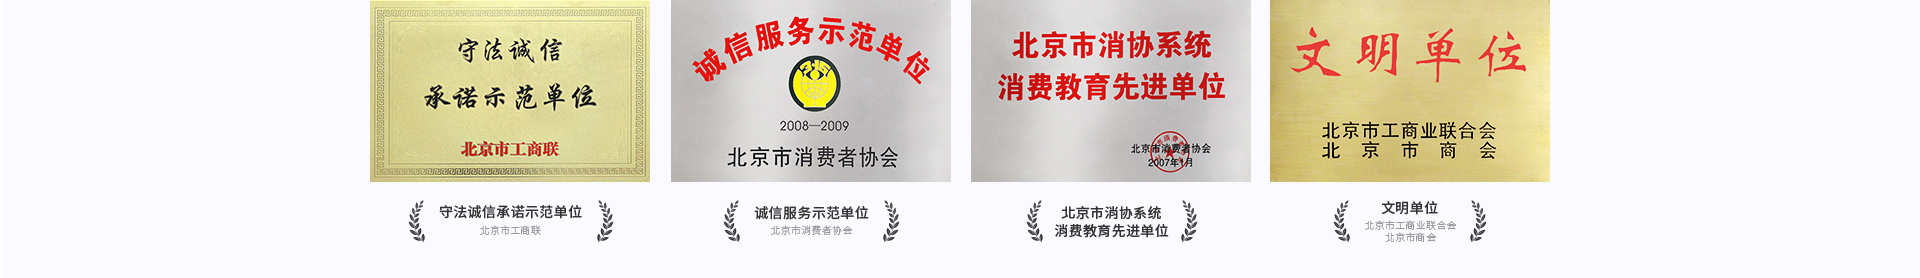 守法诚信
承诺示范单位
北京市工商联
守法诚信承诺示范单位
北京市工商联
诚信服务示范单位
2008—2009
北京市消费者协会
诚信服务示范单位
北京市消费者协会
北京市消协系统
消费教育先进单位
北京市消费者协会
2007年1月
北京市消协系统
消费教育先进单位
文明单位
北京市工商业联合会
北京市商会
文明单位
北京市工商业联合会
北京市商会